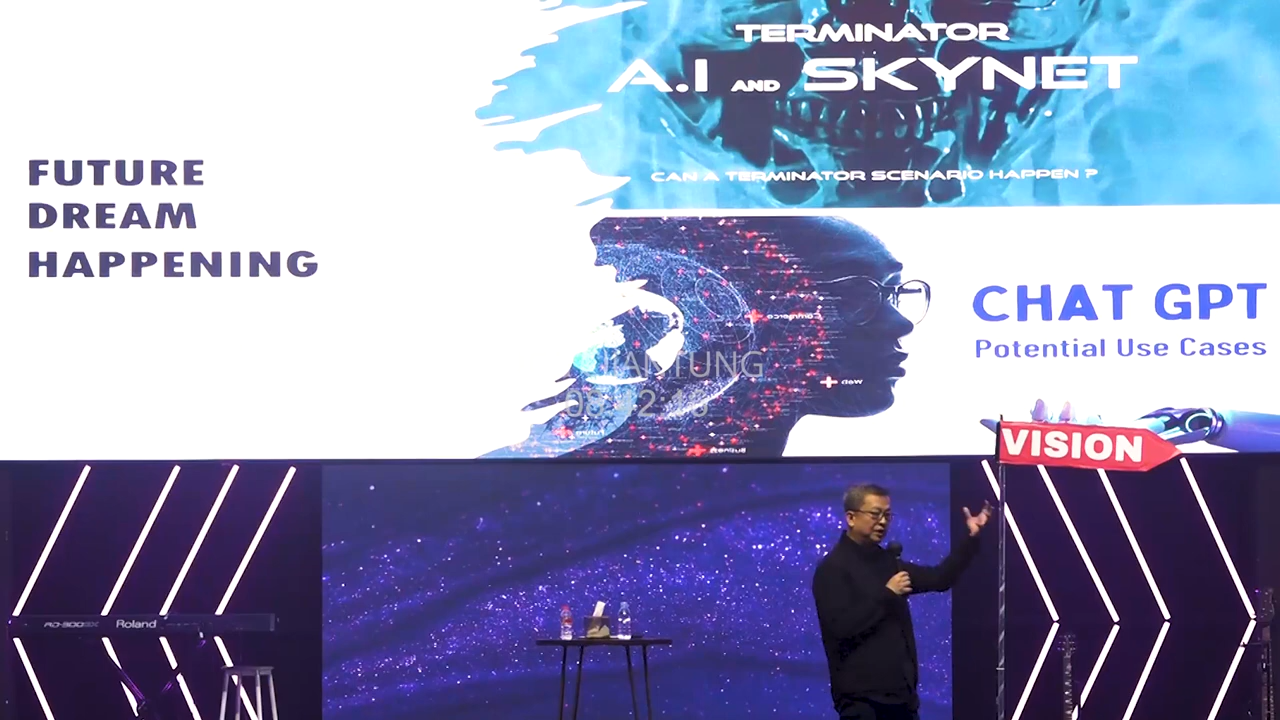 TERMINATOR
A.I AND SKYNET
CAN A TERMINATOR SCENARIO HAPPEN ?
FUTURE
DREAM
HAPPENING
CHAT GPT
Potential Use Cases
VISION
Roland